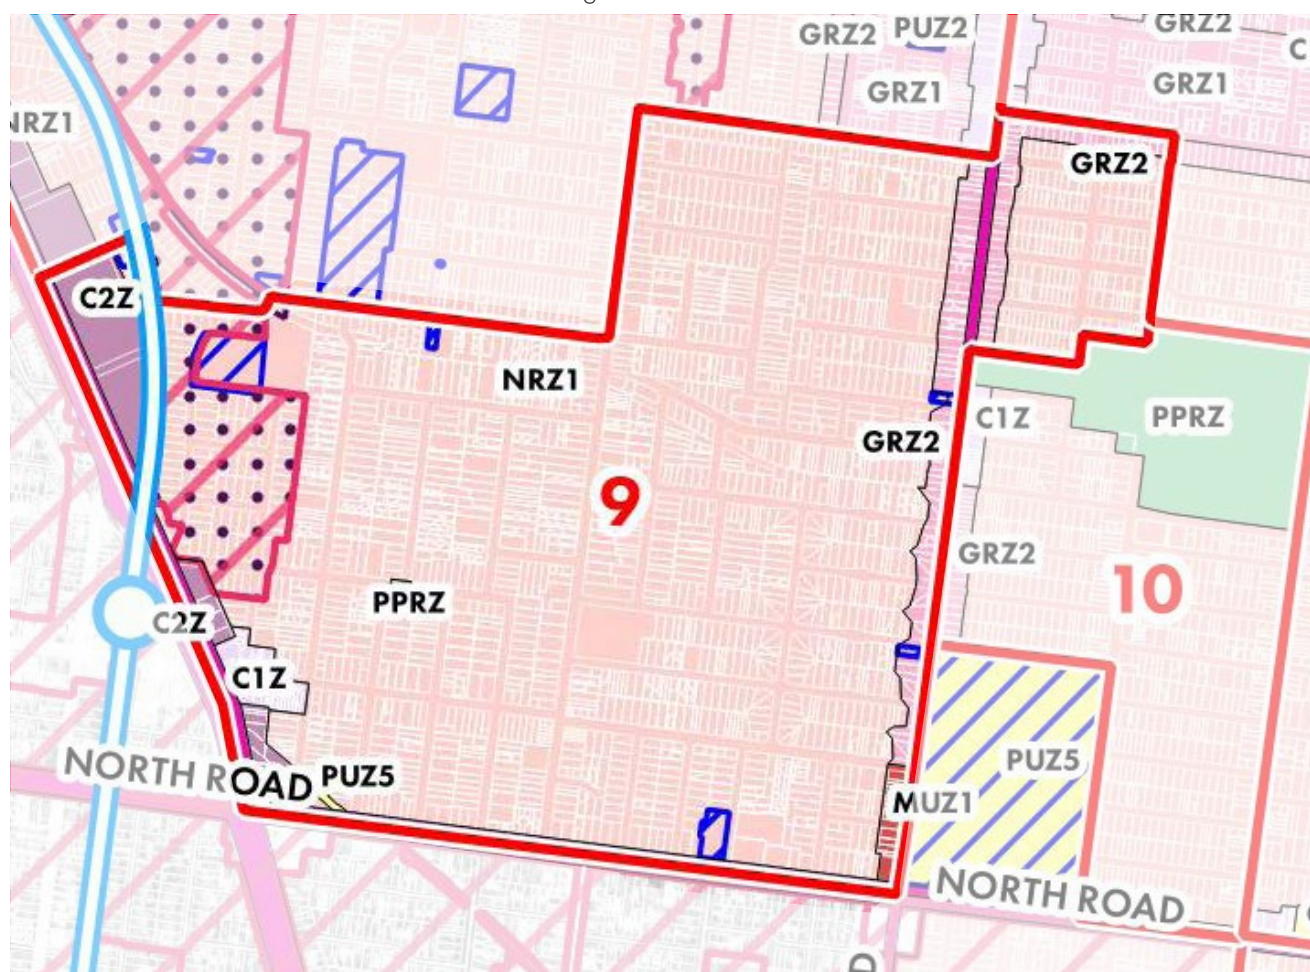 GRZ2
PUZ2
GRZ2
GRZ1
GRZ1
NRZ1
GRZ2
C2Z
NRZ1
C1Z
PPRZ
GRZ2
9
GRZ2
10
PPRZ
C2Z
C1Z
PUZ5
NORTH ROAD
PUZ5
MUZ1
NORTH ROAD